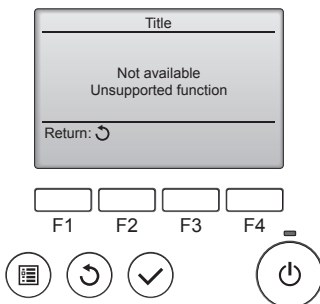 Title
Not available
Unsupported function
Return:
F1 F2 F3 F4